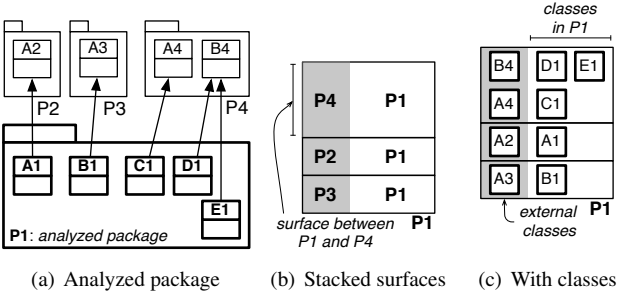 A2
A3
A4
B4
P2
P3
P4
A1
B1
C1
D1
E1
P1: analyzed package
(a) Analyzed package
P4 P1
P2 P1
P3 P1
P1
surface between
P1 and P4
(b) Stacked surfaces
classes
in P1
B4 D1 E1
A4 C1
A2 A1
A3 B1
P1
external
classes
(c) With classes